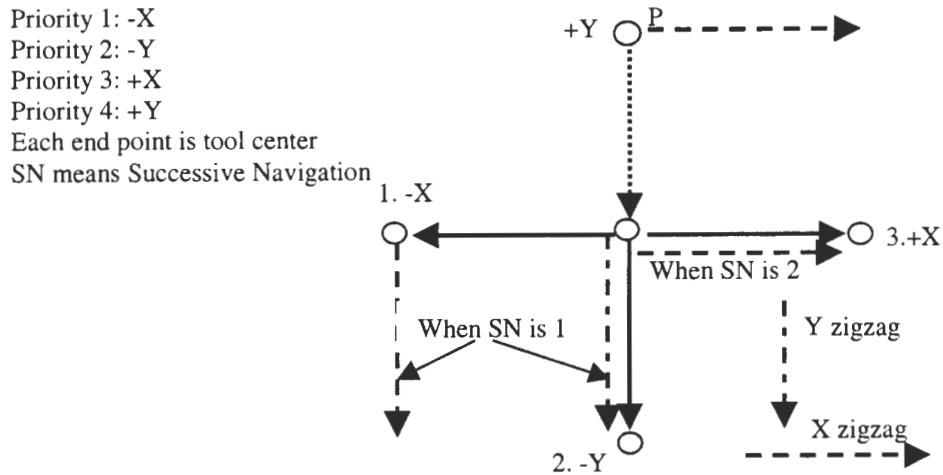 Priority 1: -X
Priority 2: -Y
Priority 3: +X
Priority 4: +Y
Each end point is tool center
SN means Successive Navigation
+Y
P
1. -X
3.+X
When SN is 2
When SN is 1
Y zigzag
X zigzag
2. -Y